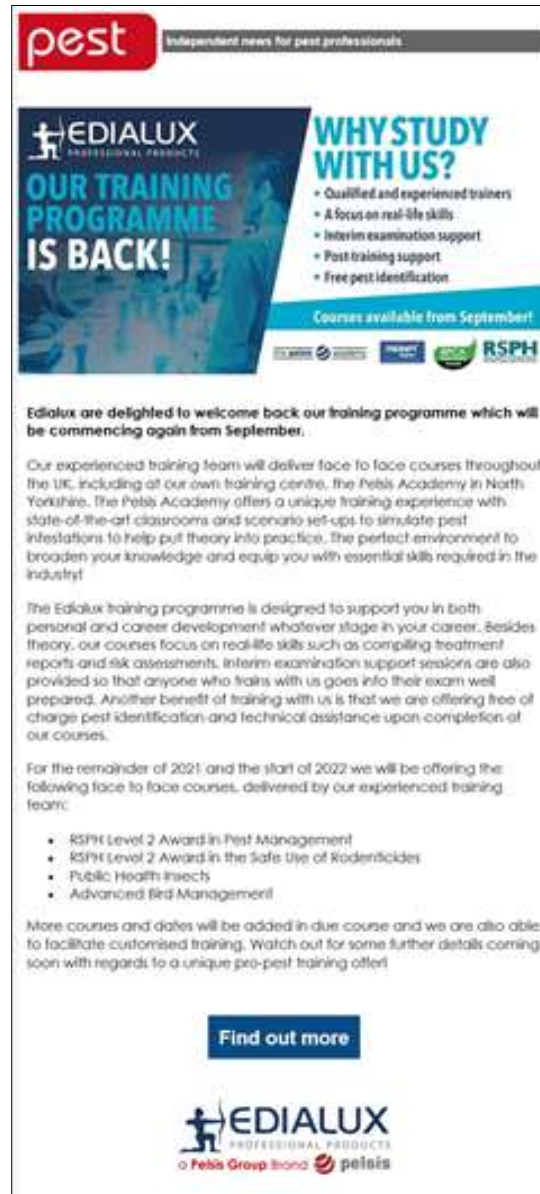 pest
Independent news for pest professionals
EDIALUX
PROFESSIONAL PRODUCTS
OUR TRAINING
PROGRAMME
IS BACK!
WHY STUDY
WITH US?
• Qualified and experienced trainers
• A focus on real-life skills
• Interim examination support
• Post training support
• Free pest identification
Courses available from September!
RSPH
Edialux are delighted to welcome back our training programme which will
be commencing again from September.
Our experienced training team will deliver face to face courses throughout
the UK, including at our own training centre, the Pelsis Academy in North
Yorkshire. The Pelsis Academy offers a unique training experience with
state-of-the-art classrooms and scenario set-ups to simulate pest
infestations to help put theory into practice. The perfect environment to
broaden your knowledge and equip you with essential skills required in the
industry!
The Edialux training programme is designed to support you in both
personal and career development whatever stage in your career. Besides
theory, our courses focus on real-life skills such as compiling treatment
reports and risk assessments. Interim examination support sessions are also
provided so that anyone who trains with us goes into their exam well
prepared. Another benefit of training with us is that we are offering free of
charge pest identification and technical assistance upon completion of
our courses.
For the remainder of 2021 and the start of 2022 we will be offering the
following face to face courses, delivered by our experienced training
team:
• RSPH Level 2 Award in Pest Management
• RSPH Level 2 Award in the Safe Use of Rodenticides
• Public Health Insects
• Advanced Bird Management
More courses and dates will be added in due course and we are also able
to facilitate customised training. Watch out for some further details coming
soon with regards to a unique pro-pest training offer!
Find out more
EDIALUX
PROFESSIONAL PRODUCTS
a Pelsis Group Brand pelsis